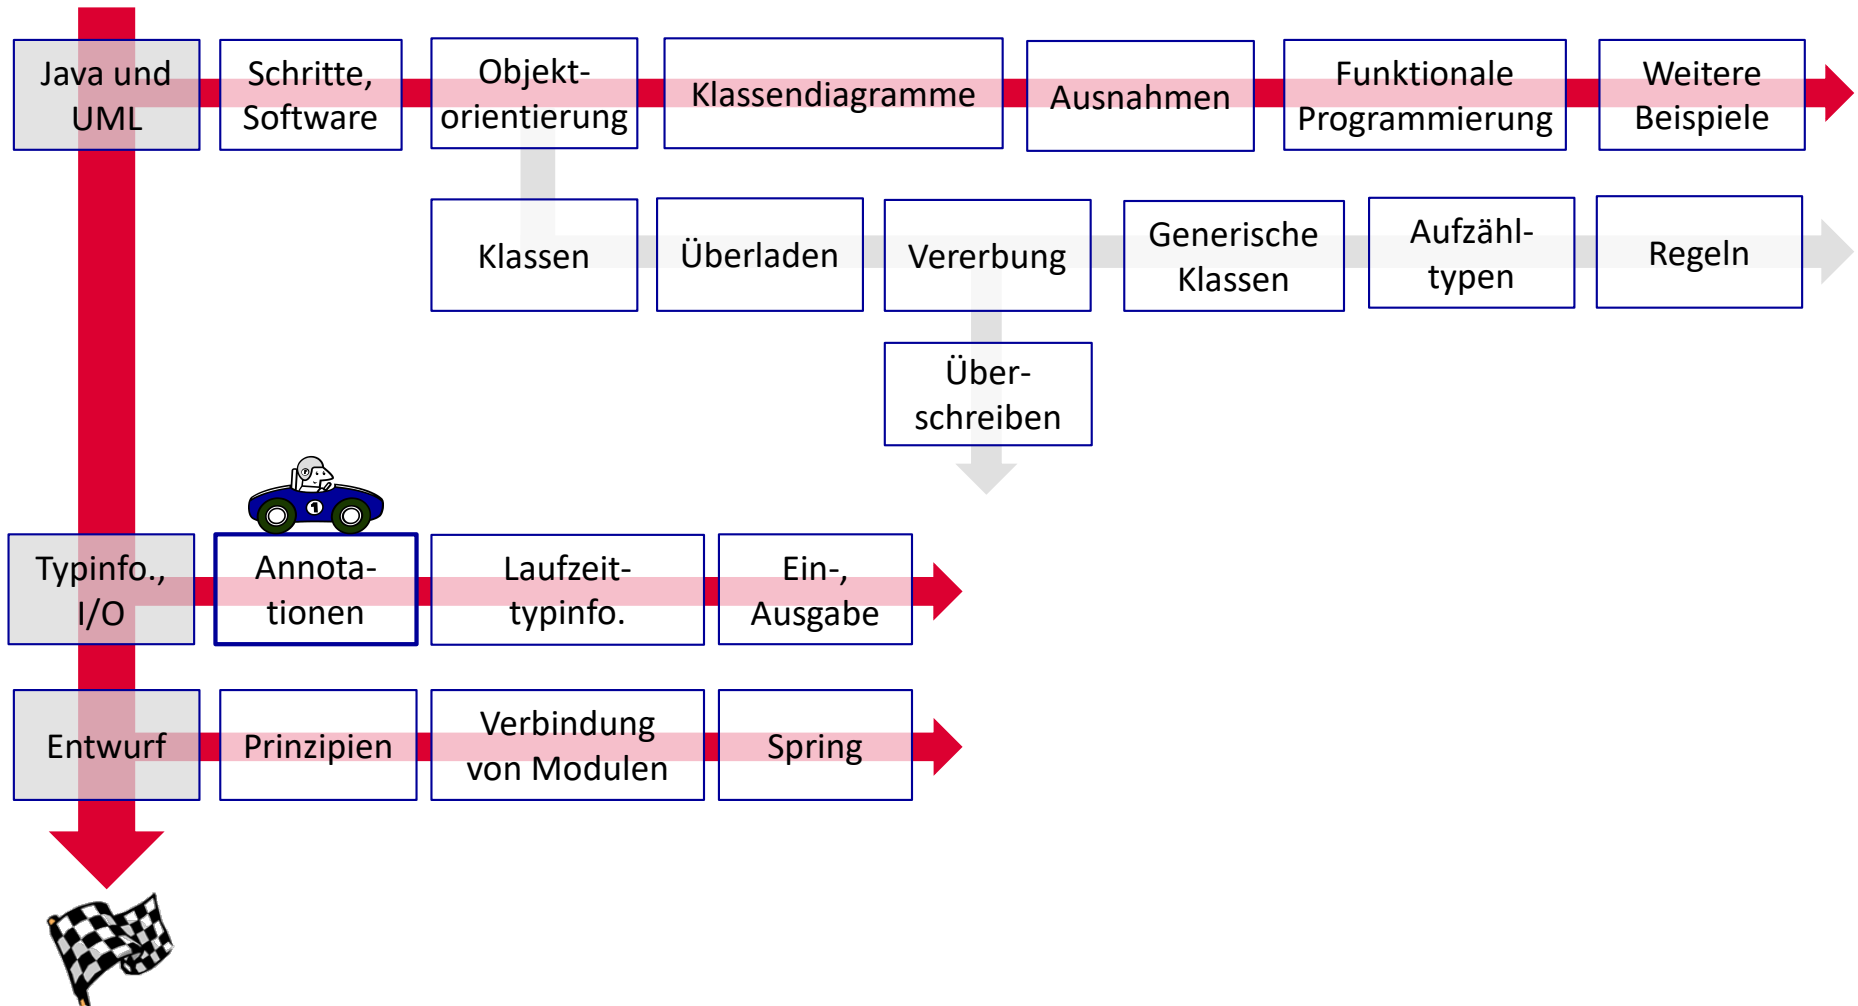 Java und
UML
Schritte,
Software
Objekt-
orientierung
Klassendiagramme
Ausnahmen
Funktionale
Programmierung
Weitere
Beispiele
Klassen
Überladen
Vererbung
Generische
Klassen
Aufzähl-
typen
Regeln
Über-
schreiben
1
Typinfo.,
I/O
Annota-
tionen
Laufzeit-
typinfo.
Ein-,
Ausgabe
Entwurf
Prinzipien
Verbindung
von Modulen
Spring